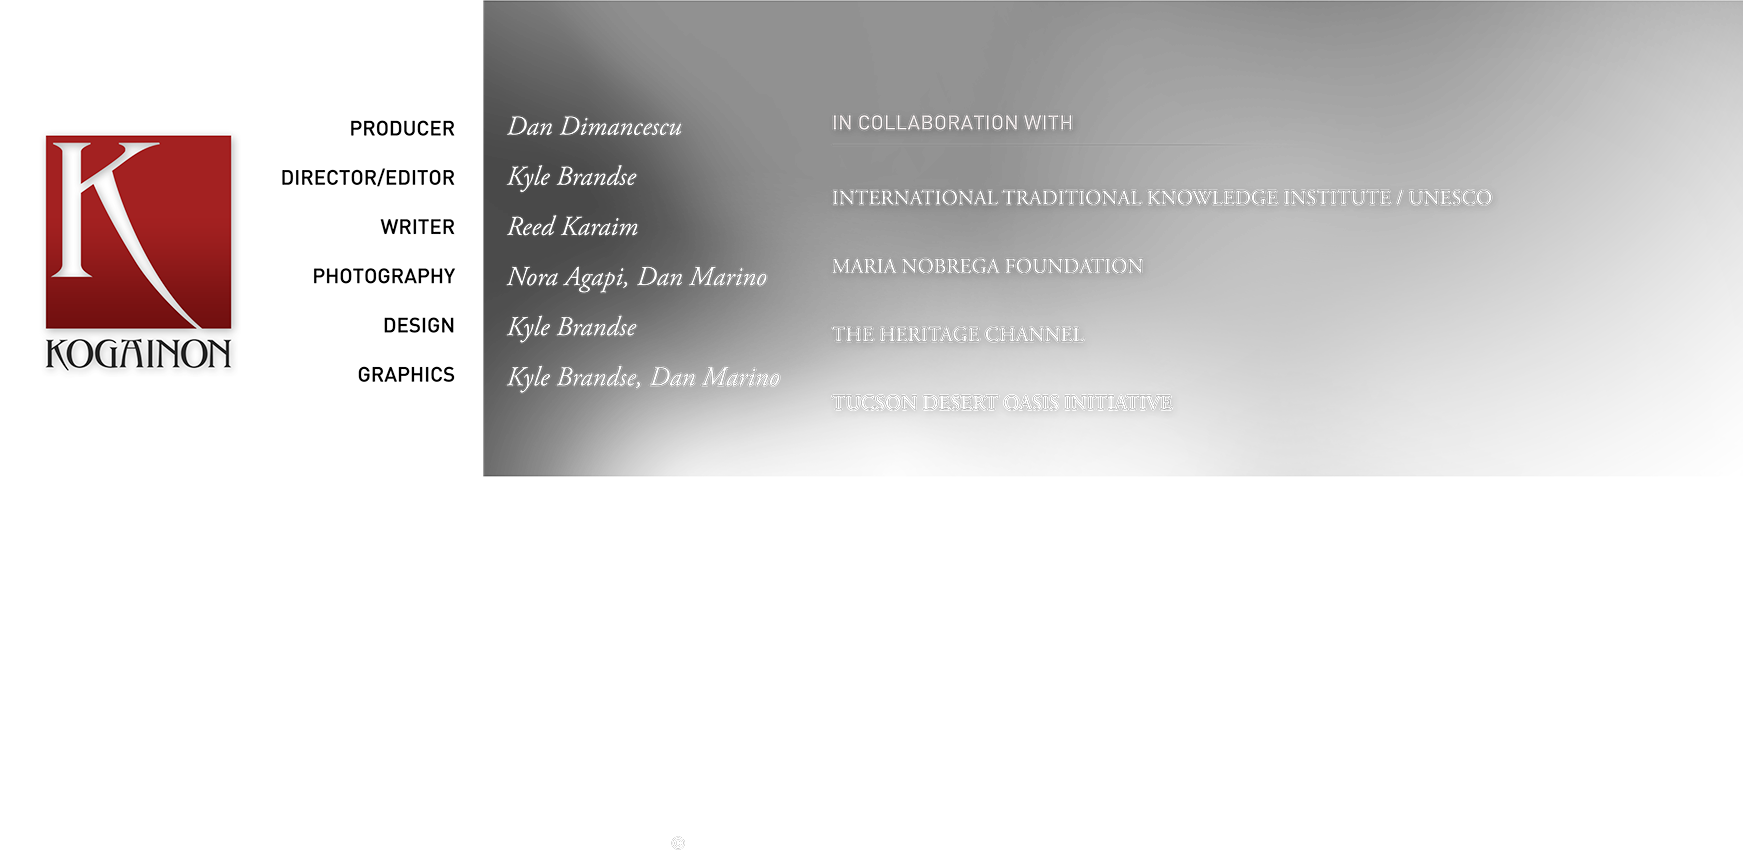 K
KOGAINON
PRODUCER Dan Dimancescu
DIRECTOR/EDITOR Kyle Brandse
WRITER Reed Karaim
PHOTOGRAPHY Nora Agapi, Dan Marino
DESIGN Kyle Brandse
GRAPHICS Kyle Brandse, Dan Marino
IN COLLABORATION WITH
INTERNATIONAL TRADITIONAL KNOWLEDGE INSTITUTE / UNESCO
MARIA NOBREGA FOUNDATION
THE HERITAGE CHANNEL
TUCSON DESERT OASIS INITIATIVE
©